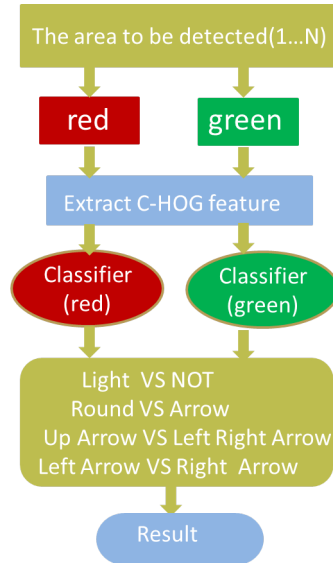 The area to be detected(1...N)
red
green
Extract C-HOG feature
Classifier
(red)
Classifier
(green)
Light VS NOT
Round VS Arrow
Up Arrow VS Left Right Arrow
Left Arrow VS Right Arrow
Result